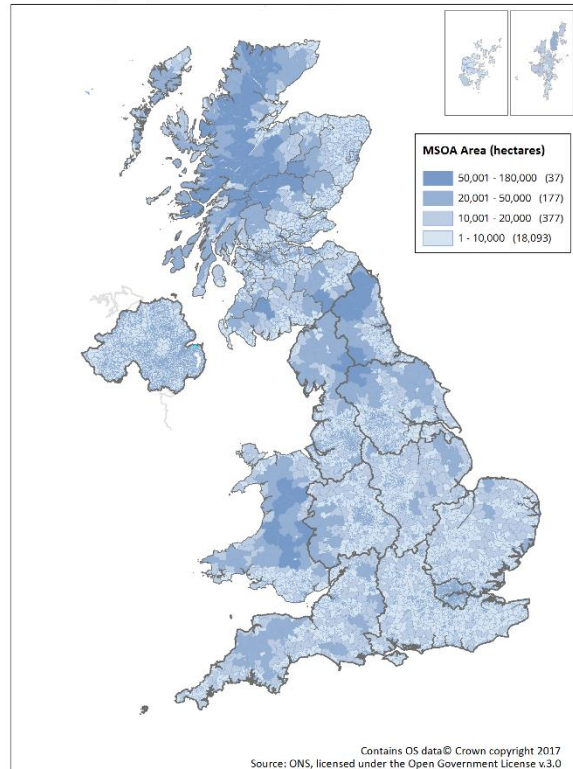 MSOA Area (hectares)
50,001 - 180,000 (37)
20,001 - 50,000 (177)
10,001 - 20,000 (377)
1 - 10,000 (18,093)
Contains OS data© Crown copyright 2017
Source: ONS, licensed under the Open Government License v.3.0